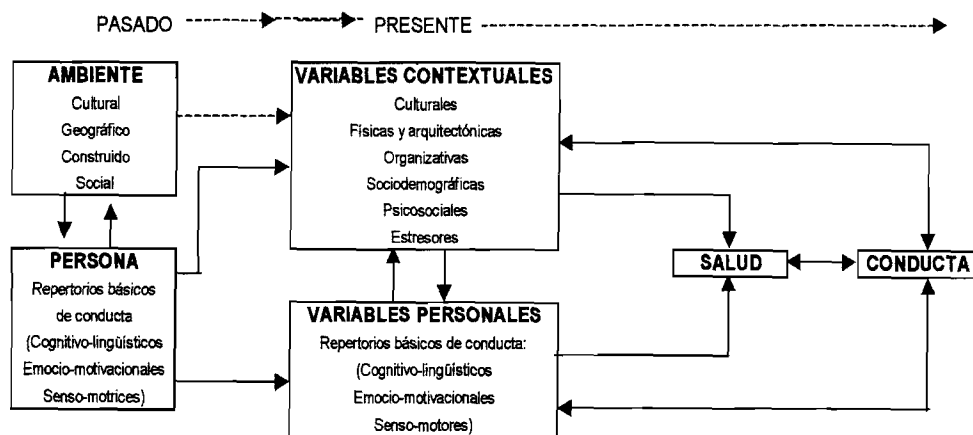 PASADO PRESENTE
AMBIENTE
Cultural
Geográfico
Construido
Social
PERSONA
Repertorios básicos
de conducta
(Cognitivo-lingüísticos
Emocio-motivacionales
Senso-motrices)
VARIABLES CONTEXTUALES
Culturales
Físicas y arquitectónicas
Organizativas
Sociodemográficas
Psicosociales
Estresores
VARIABLES PERSONALES
Repertorios básicos de conducta:
(Cognitivo-lingüísticos
Emocio-motivacionales
Senso-motores)
SALUD
CONDUCTA